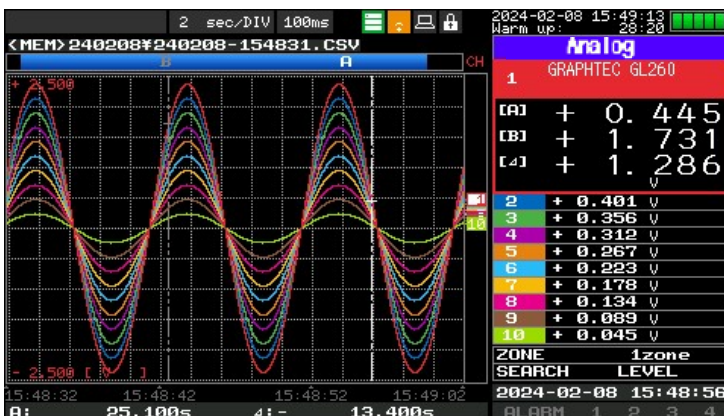 2 sec/DIV 100ms
2024-02-08 15:49:13
Warm up: 28:20
<MEM>240208¥240208-154831.CSV
Analog
B A CH
+ 2.500
1 GRAPHTEC GL260
[A] + 0.445
[B] + 1.731
[⊿] + 1.286
V
2 + 0.401 V
3 + 0.356 V
4 + 0.312 V
5 + 0.267 V
6 + 0.223 V
7 + 0.178 V
8 + 0.134 V
9 + 0.089 V
10 + 0.045 V
1
10
- 2.500 [ V ]
ZONE 1zone
SEARCH LEVEL
15:48:32 15:48:42 15:48:52 15:49:02
2024-02-08 15:48:56
A: 25.100s ⊿:- 13.400s
ALARM 1 2 3 4